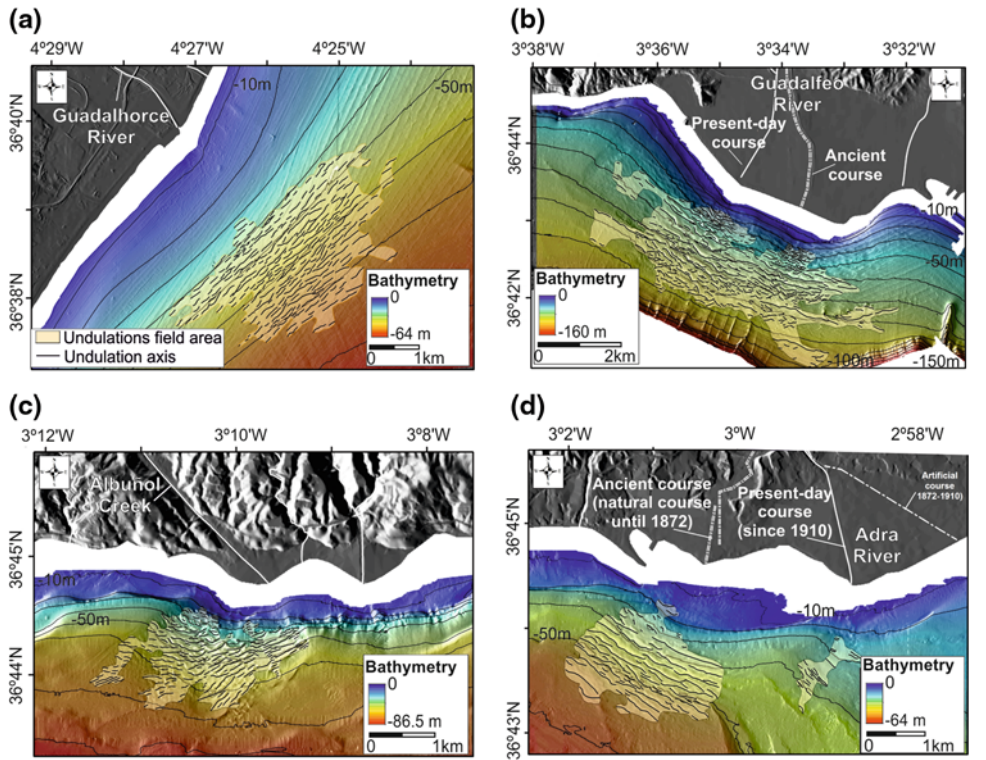 (a)
4°29'W 4°27'W 4°25'W
36°40'N
36°38'N
-10m
-50m
Guadalhorce
River
Bathymetry
0
-64 m
0 1km
Undulations field area
Undulation axis
(b)
3°38'W 3°36'W 3°34'W 3°32'W
36°44'N
36°42'N
Guadalfeo
River
Present-day
course
Ancient
course
-10m
-50m
-100m
-150m
Bathymetry
0
-160 m
0 2km
(c)
3°12'W 3°10'W 3°8'W
36°45'N
36°44'N
Albuñol
Creek
-10m
-50m
Bathymetry
0
-86.5 m
0 1km
(d)
3°2'W 3°W 2°58'W
36°45'N
36°43'N
Ancient course
(natural course
until 1872)
Present-day
course
(since 1910)
Artificial
course
1872-1910)
Adra
River
-10m
-50m
Bathymetry
0
-64 m
0 1km